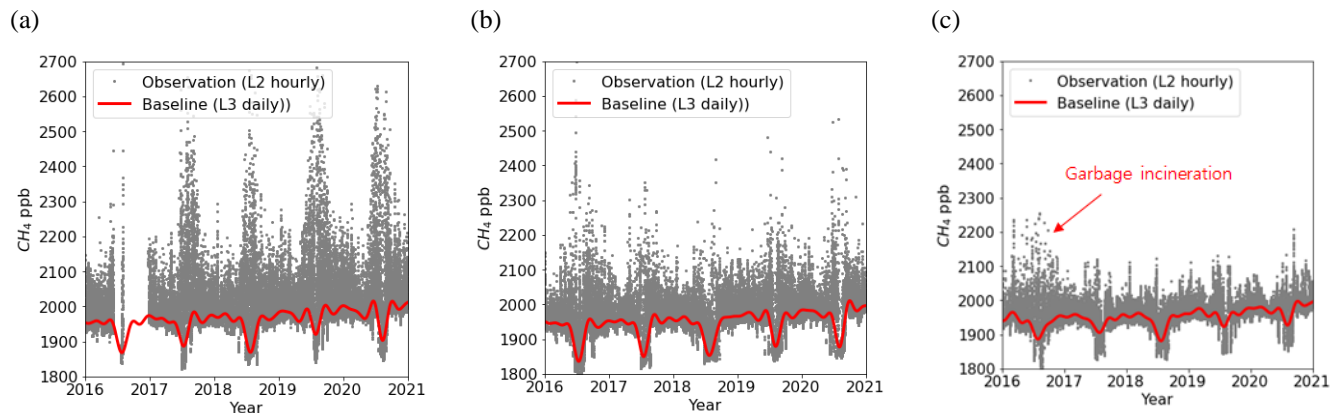 (a)
2700
2600
2500
2400
2300
2200
2100
2000
1900
1800
CH₄ ppb
Observation (L2 hourly)
Baseline (L3 daily))
2016 2017 2018 2019 2020 2021
Year
(b)
2700
2600
2500
2400
2300
2200
2100
2000
1900
1800
CH₄ ppb
Observation (L2 hourly)
Baseline (L3 daily))
2016 2017 2018 2019 2020 2021
Year
(c)
2700
2600
2500
2400
2300
2200
2100
2000
1900
1800
CH₄ ppb
Observation (L2 hourly)
Baseline (L3 daily)
Garbage incineration
2016 2017 2018 2019 2020 2021
Year